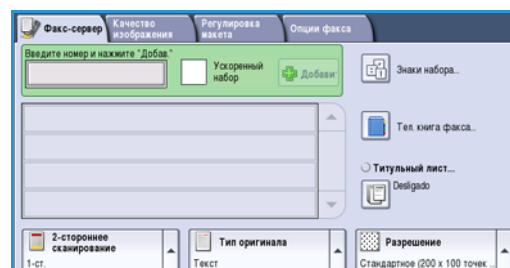 Факс-сервер
Качество
изображения
Регулировка
макета
Опции факса
Введите номер и нажмите "Добав."
Ускоренный
набор
Добави
Знаки набора...
Тел. книга факса...
Титульный лист...
Desligado
2-стороннее
сканирование
1-ст.
Тип оригинала
Текст
Разрешение
Стандартное (200 x 100 точек ...